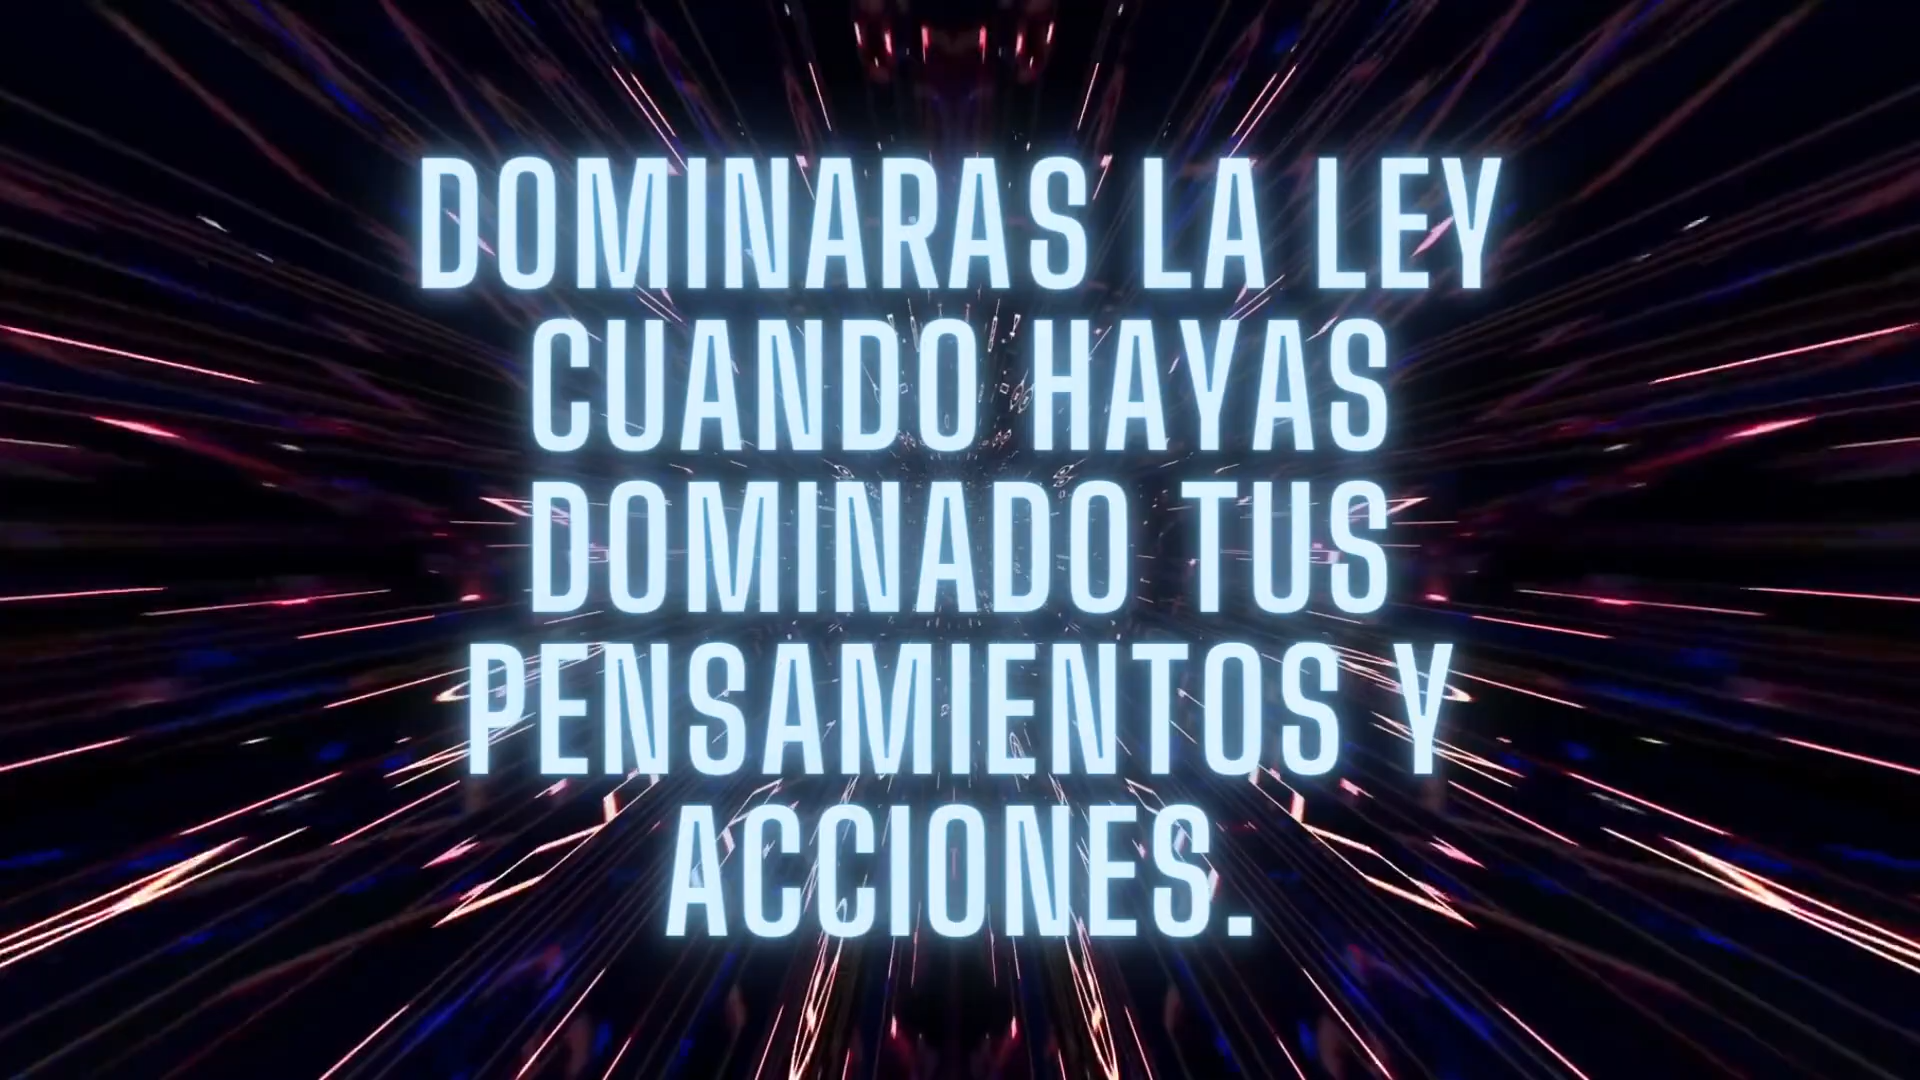 DOMINARAS LA LEY
CUANDO HAYAS
DOMINADO TUS
PENSAMIENTOS Y
ACCIONES.